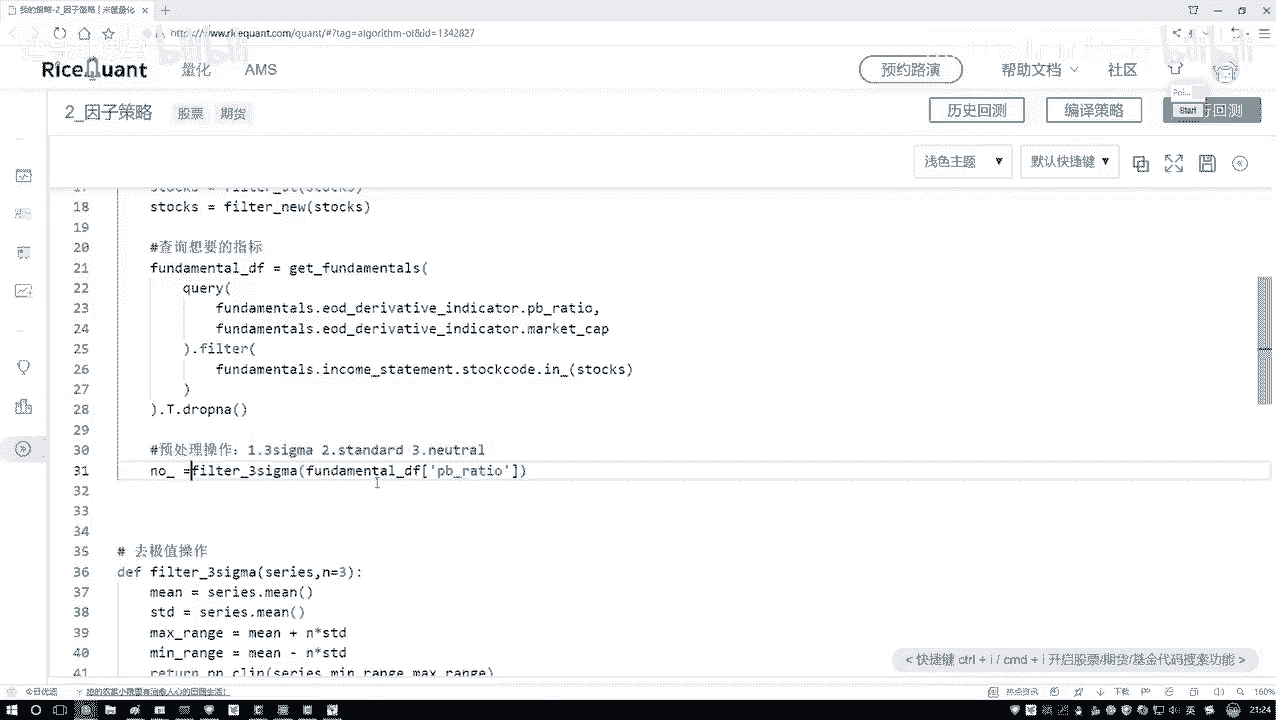 我的策略-2_因子策略 | 米筐量化
https://www.ricequant.com/quant/#?tag=algorithm-or&id=1342827
RiceQuant 量化 AMS 预约路演 帮助文档 社区
2_因子策略 股票 期货 历史回测 编译策略 行回测
Start
浅色主题 默认快捷键
17 stocks = filter_st(stocks)
18 stocks = filter_new(stocks)
19
20 #查询想要的指标
21 fundamental_df = get_fundamentals(
22 query(
23 fundamentals.eod_derivative_indicator.pb_ratio,
24 fundamentals.eod_derivative_indicator.market_cap
25 ).filter(
26 fundamentals.income_statement.stockcode.in_(stocks)
27 )
28 ).T.dropna()
29
30 #预处理操作：1.3sigma 2.standard 3.neutral
31 no_ =filter_3sigma(fundamental_df['pb_ratio'])
32
33
34
35 # 去极值操作
36 def filter_3sigma(series,n=3):
37 mean = series.mean()
38 std = series.mean()
39 max_range = mean + n*std
40 min_range = mean - n*std
41 return np.clip(series,min_range,max_range)
<快捷键 ctrl + i / cmd + i 开启股票/期货/基金代码搜索功能>
今日优选 热点资讯 下载 160%
21:24